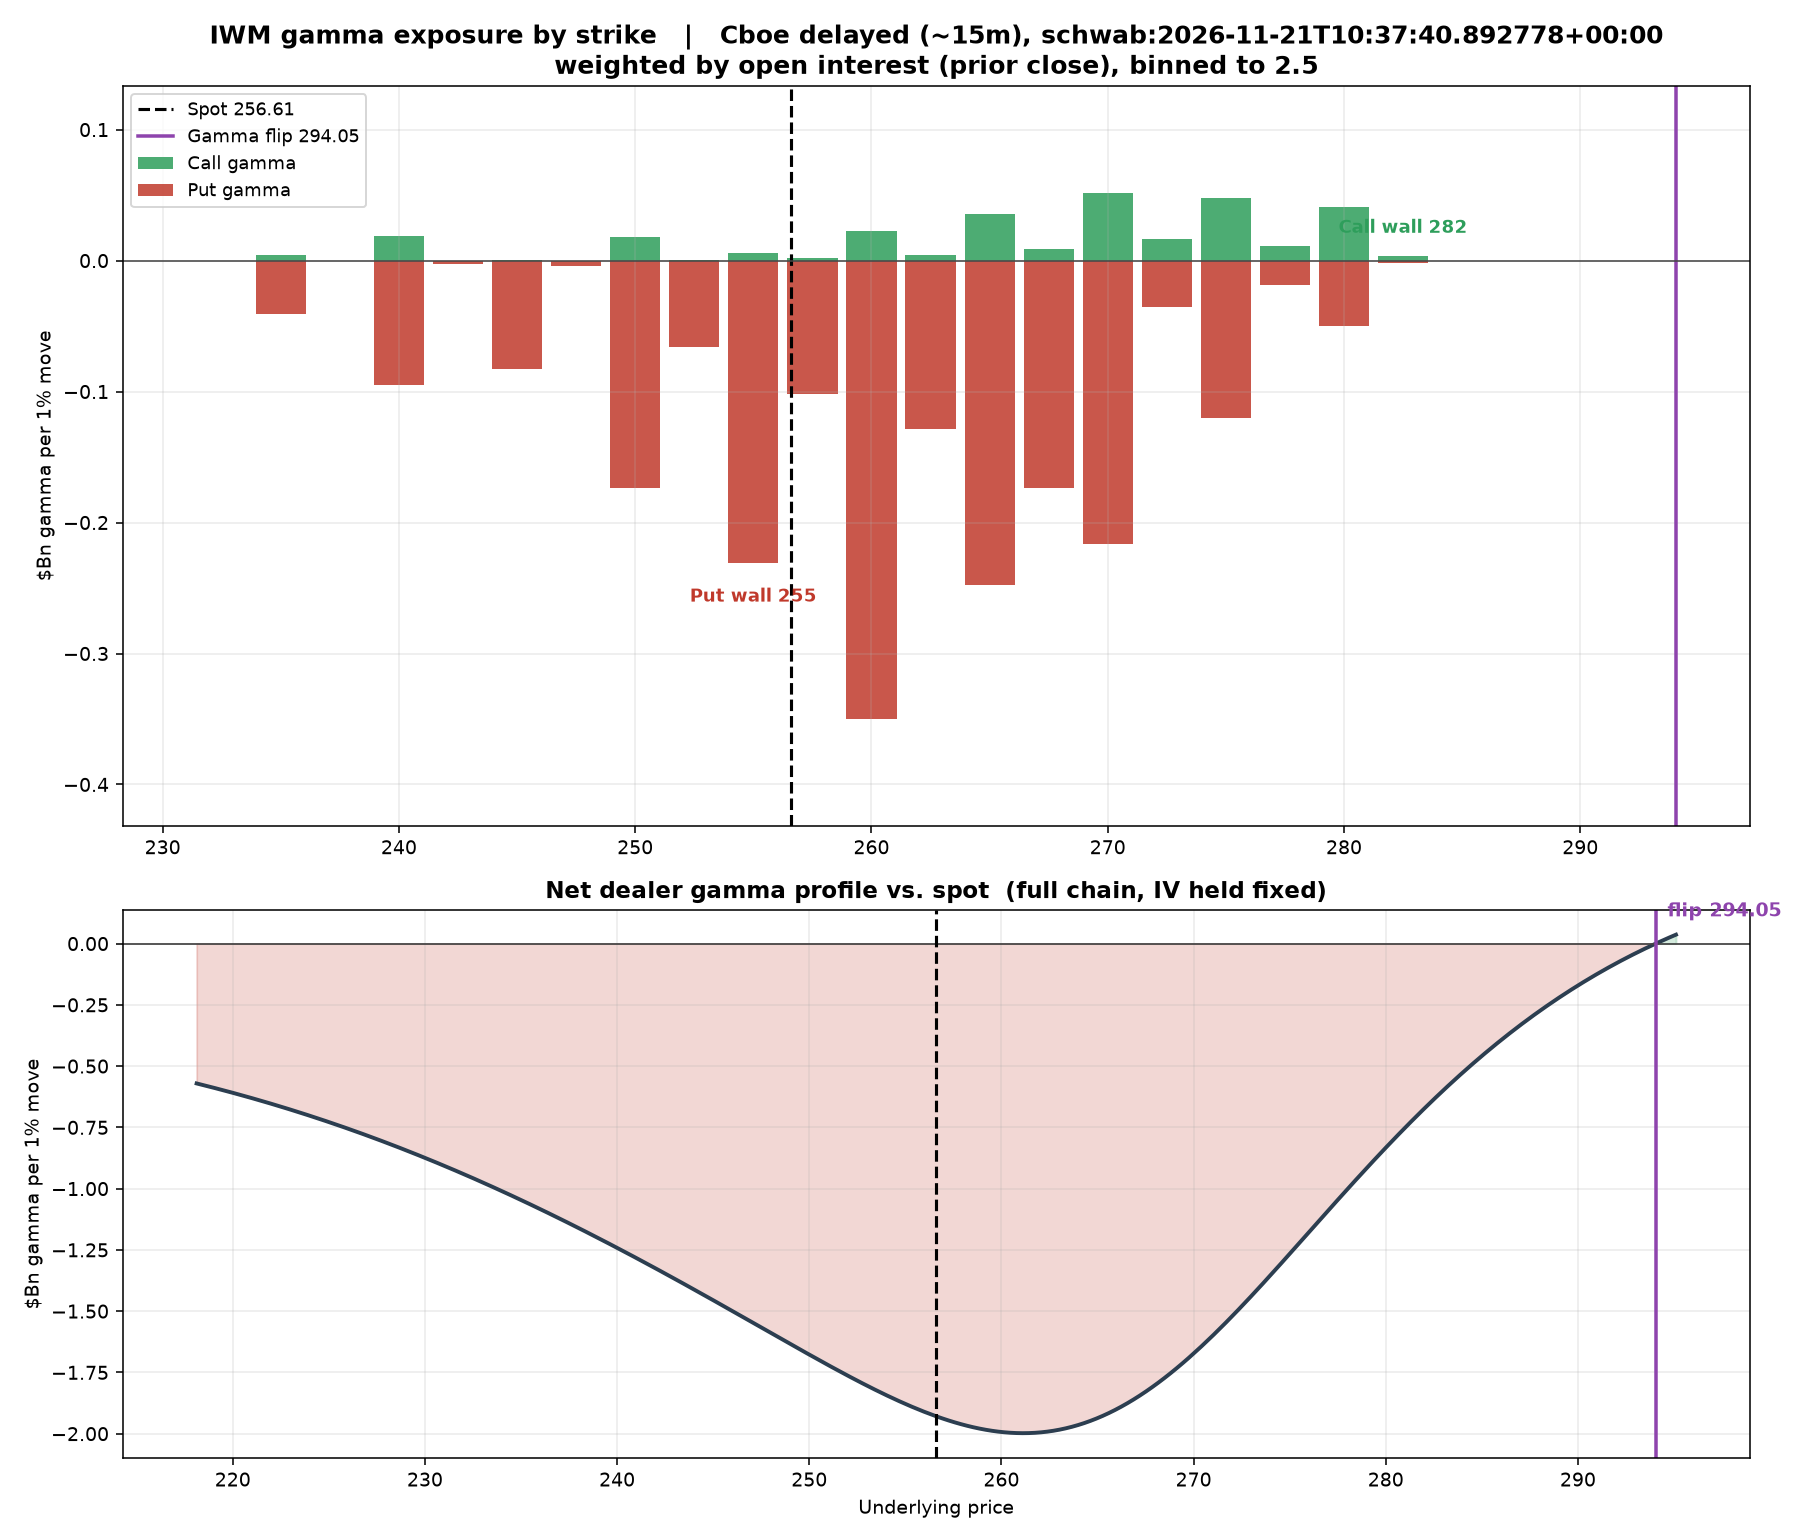 IWM gamma exposure by strike | Cboe delayed (~15m), schwab:2026-11-21T10:37:40.892778+00:00
weighted by open interest (prior close), binned to 2.5
Spot 256.61
Gamma flip 294.05
Call gamma
Put gamma
$Bn gamma per 1% move
0.1
0.0
−0.1
−0.2
−0.3
−0.4
Call wall 282
Put wall 255
230 240 250 260 270 280 290
Net dealer gamma profile vs. spot (full chain, IV held fixed)
flip 294.05
$Bn gamma per 1% move
0.00
−0.25
−0.50
−0.75
−1.00
−1.25
−1.50
−1.75
−2.00
220 230 240 250 260 270 280 290
Underlying price